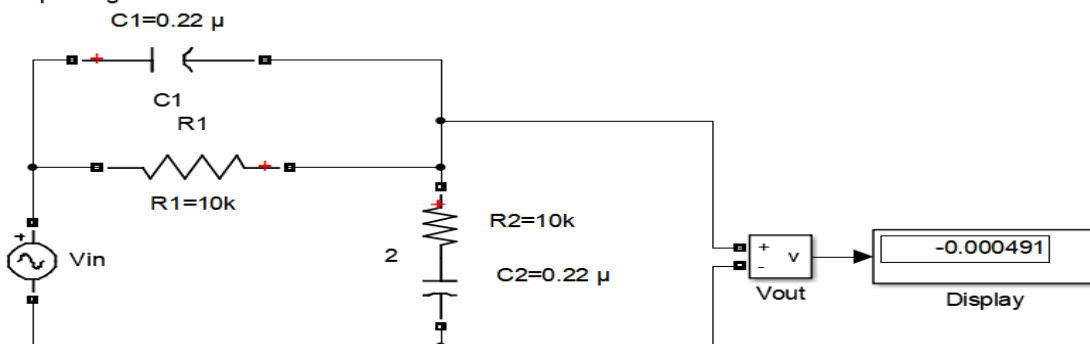 C1=0.22 µ
C1
R1
R1=10k
Vin
2
R2=10k
C2=0.22 µ
+
-
v
Vout
-0.000491
Display